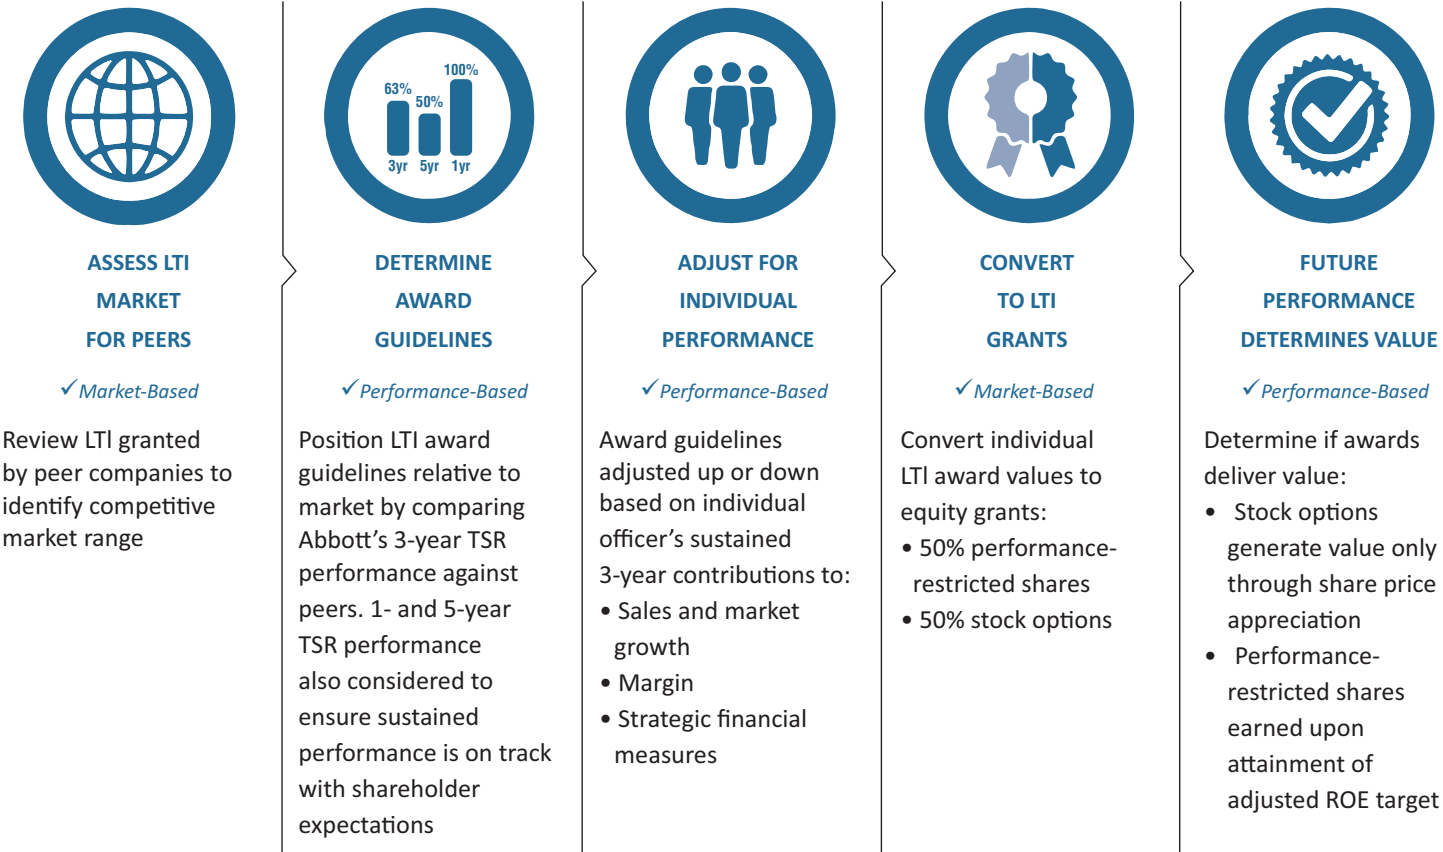 ASSESS LTI
MARKET
FOR PEERS
✓Market-Based
Review LTI granted
by peer companies to
identify competitive
market range
63%
50%
100%
3yr
5yr
1yr
DETERMINE
AWARD
GUIDELINES
✓Performance-Based
Position LTI award
guidelines relative to
market by comparing
Abbott’s 3-year TSR
performance against
peers. 1- and 5-year
TSR performance
also considered to
ensure sustained
performance is on track
with shareholder
expectations
ADJUST FOR
INDIVIDUAL
PERFORMANCE
✓Performance-Based
Award guidelines
adjusted up or down
based on individual
officer’s sustained
3-year contributions to:
• Sales and market
growth
• Margin
• Strategic financial
measures
CONVERT
TO LTI
GRANTS
✓Market-Based
Convert individual
LTI award values to
equity grants:
• 50% performance-
restricted shares
• 50% stock options
FUTURE
PERFORMANCE
DETERMINES VALUE
✓Performance-Based
Determine if awards
deliver value:
• Stock options
generate value only
through share price
appreciation
• Performance-
restricted shares
earned upon
attainment of
adjusted ROE target